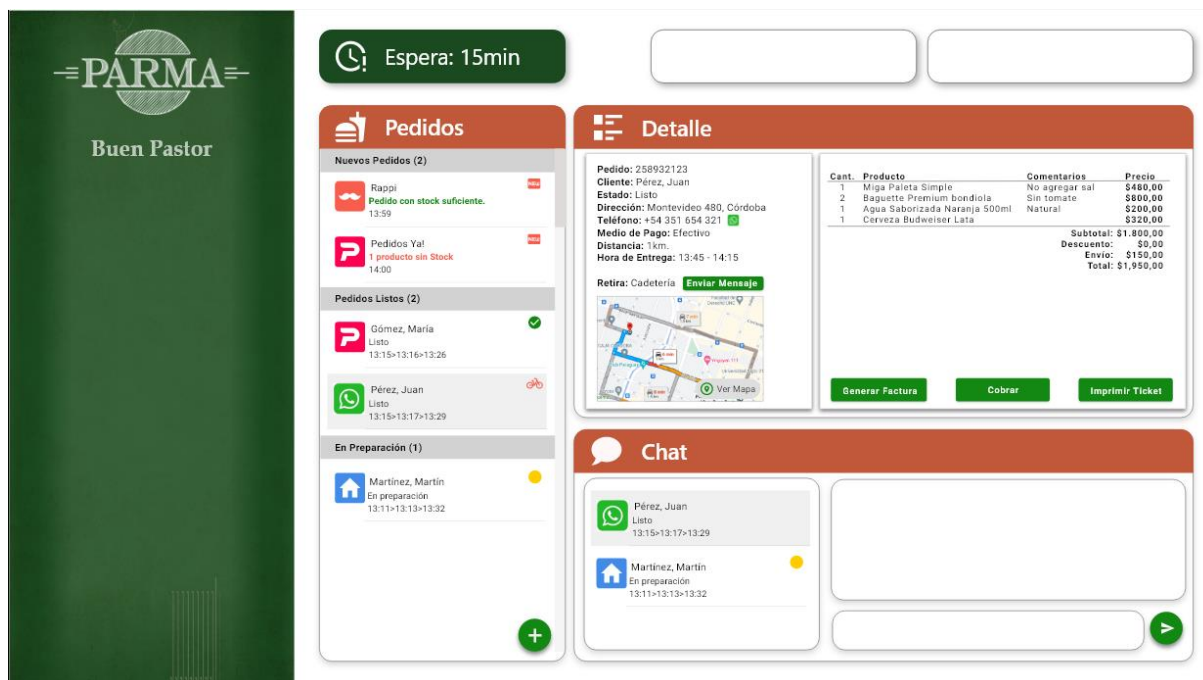 PARMA
Buen Pastor
Espera: 15min
Pedidos
Nuevos Pedidos (2)
Rappi
Pedido con stock suficiente.
13:59
Pedidos Ya!
1 producto sin Stock
14:00
Pedidos Listos (2)
Gómez, María
Listo
13:15>13:16>13:26
Pérez, Juan
Listo
13:15>13:17>13:29
En Preparación (1)
Martínez, Martín
En preparación
13:11>13:13>13:32
+
Detalle
Pedido: 258932123
Cliente: Pérez, Juan
Estado: Listo
Dirección: Montevideo 480, Córdoba
Teléfono: +54 351 654 321
Medio de Pago: Efectivo
Distancia: 1km.
Hora de Entrega: 13:45 - 14:15
Retira: Cadetería Enviar Mensaje
Ver Mapa
Cant. Producto Comentarios Precio
1 Miga Paleta Simple No agregar sal $480,00
2 Baguette Premium bondiola Sin tomate $800,00
1 Agua Saborizada Naranja 500ml Natural $200,00
1 Cerveza Budweiser Lata $320,00
Subtotal: $1.800,00
Descuento: $0,00
Envío: $150,00
Total: $1,950,00
Generar Factura Cobrar Imprimir Ticket
Chat
Pérez, Juan
Listo
13:15>13:17>13:29
Martínez, Martín
En preparación
13:11>13:13>13:32